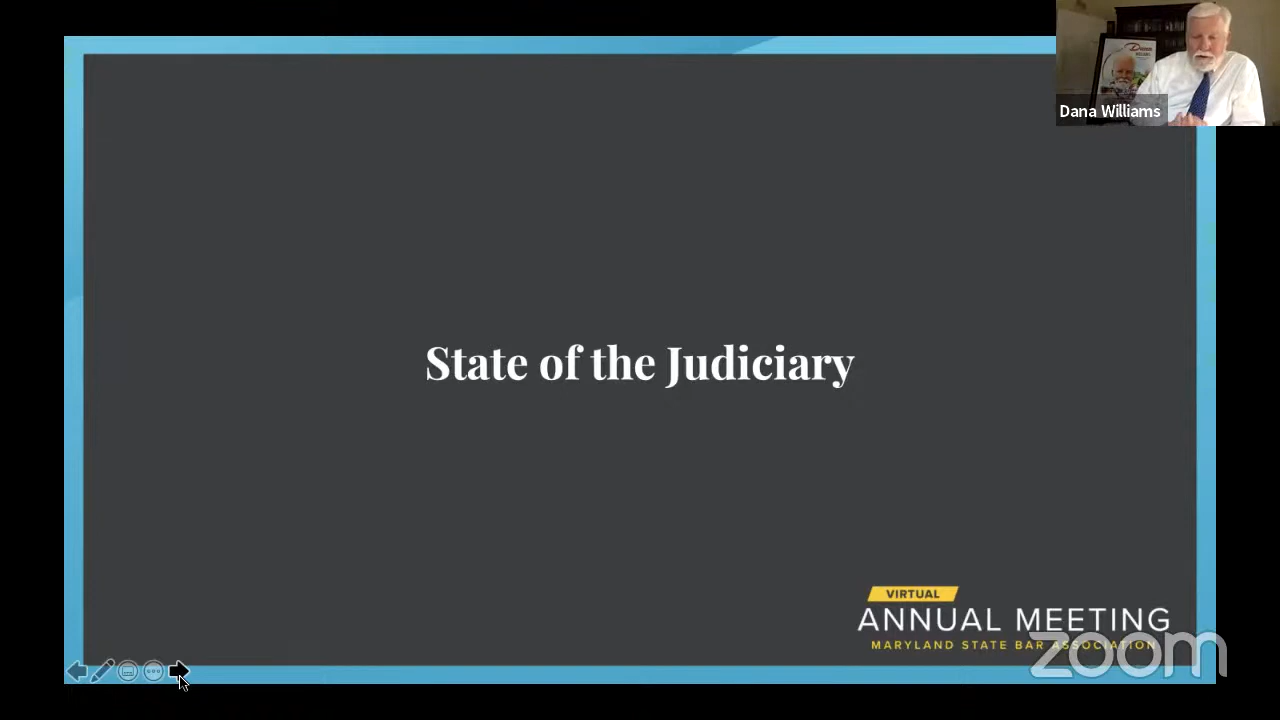 Dana Williams
State of the Judiciary
VIRTUAL
ANNUAL MEETING
MARYLAND STATE BAR ASSOCIATION
zoom